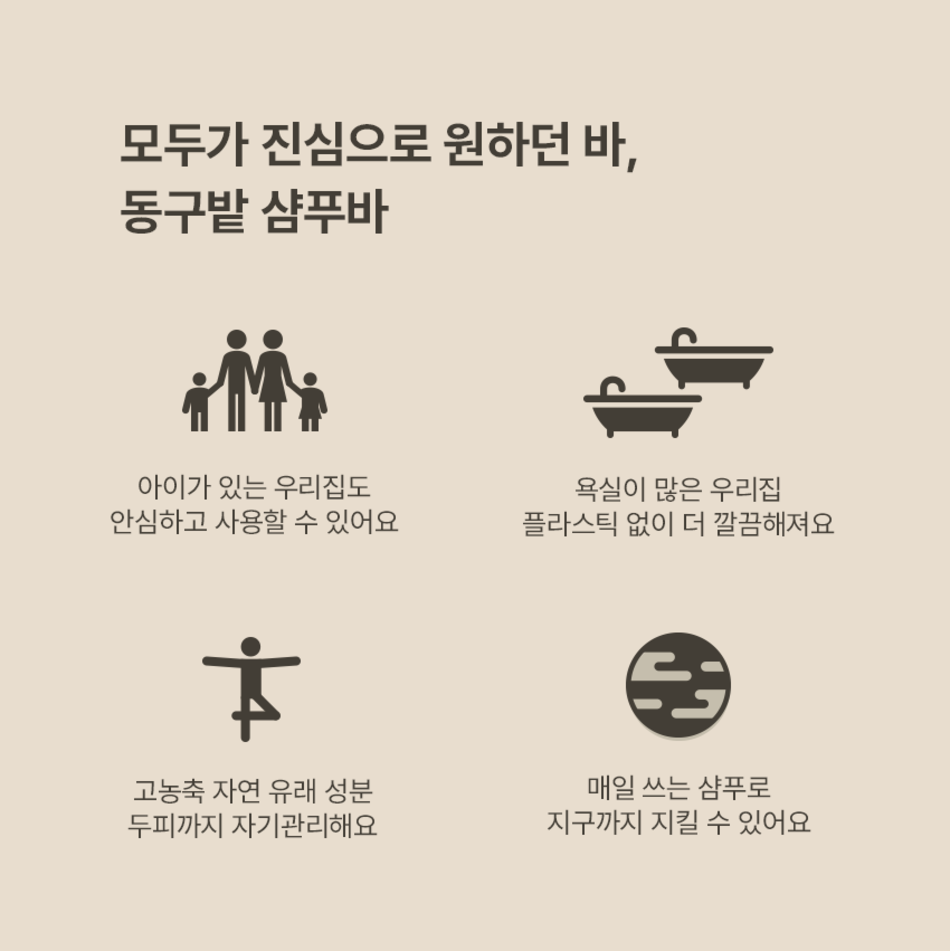 모두가 진심으로 원하던 바,
동구밭 샴푸바
아이가 있는 우리집도
안심하고 사용할 수 있어요
욕실이 많은 우리집
플라스틱 없이 더 깔끔해져요
고농축 자연 유래 성분
두피까지 자기관리해요
매일 쓰는 샴푸로
지구까지 지킬 수 있어요